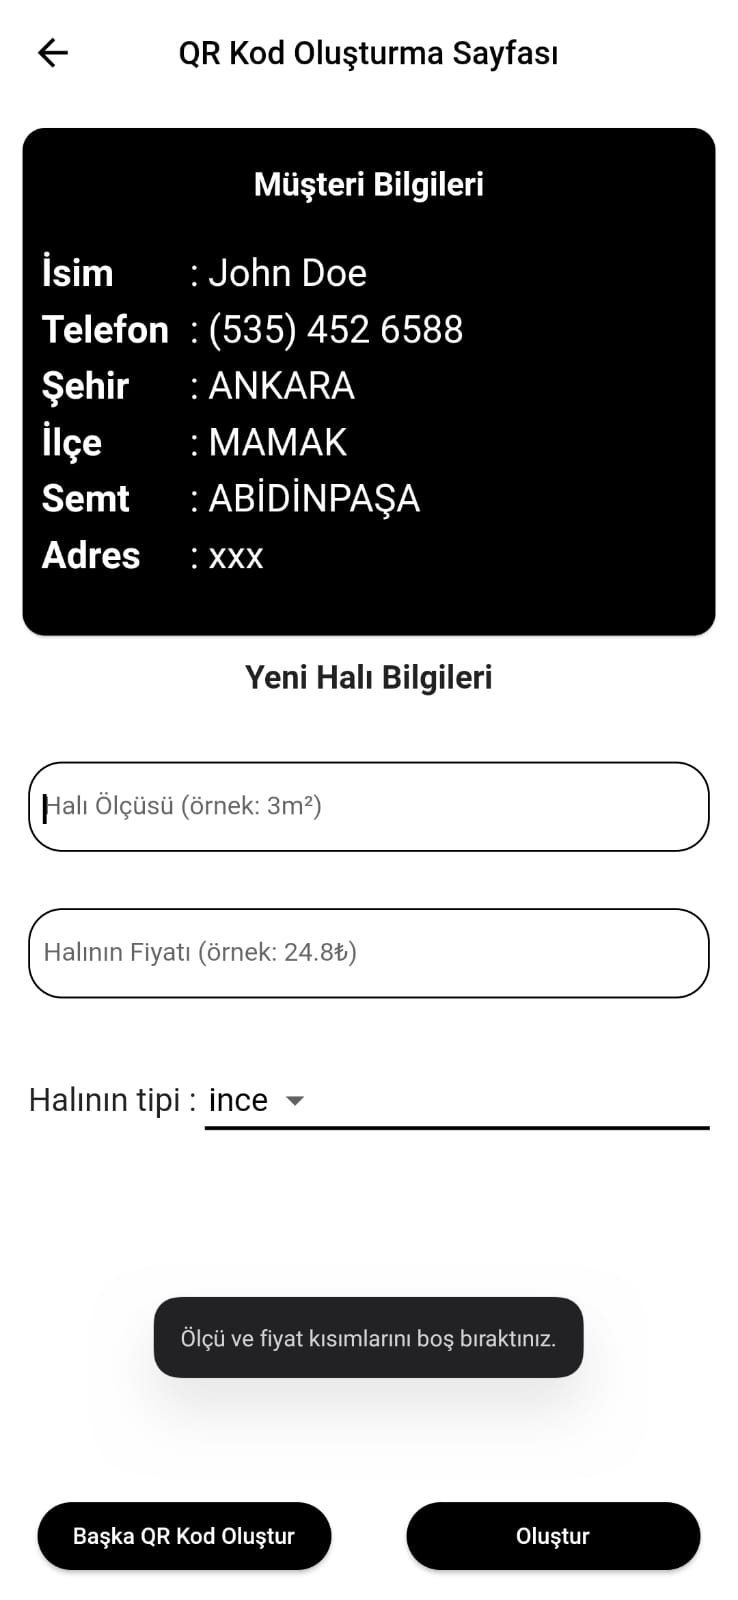 QR Kod Oluşturma Sayfası
Müşteri Bilgileri
İsim : John Doe
Telefon : (535) 452 6588
Şehir : ANKARA
İlçe : MAMAK
Semt : ABİDİNPAŞA
Adres : xxx
Yeni Halı Bilgileri
Halı Ölçüsü (örnek: 3m²)
Halının Fiyatı (örnek: 24.8₺)
Halının tipi : ince
Ölçü ve fiyat kısımlarını boş bıraktınız.
Başka QR Kod Oluştur
Oluştur